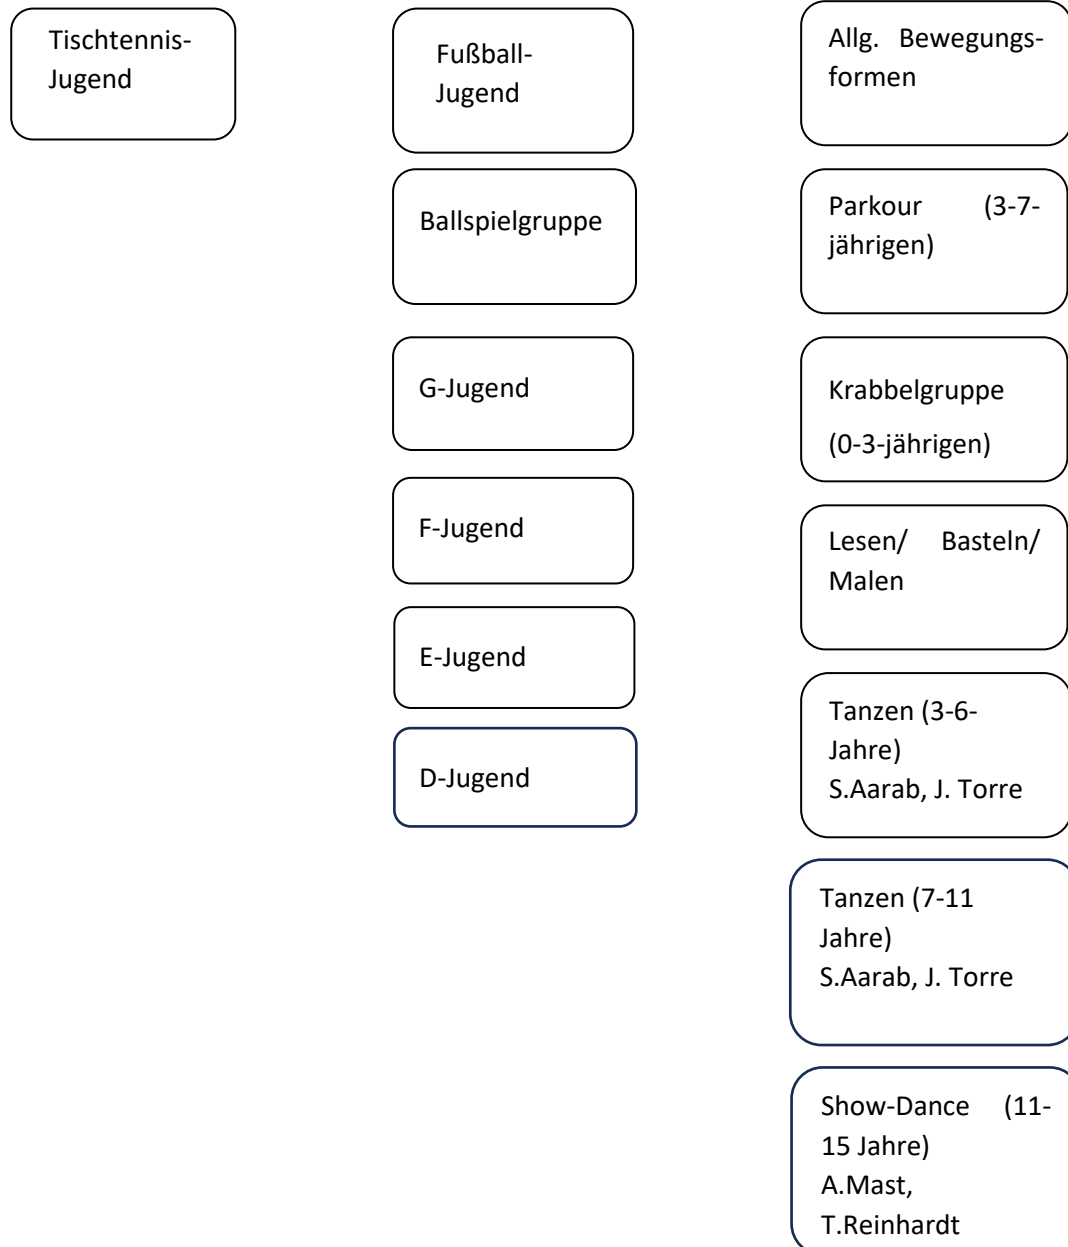 Tischtennis-
Jugend
Fußball-
Jugend
Ballspielgruppe
G-Jugend
F-Jugend
E-Jugend
D-Jugend
Allg. Bewegungs-
formen
Parkour (3-7-
jährigen)
Krabbelgruppe
(0-3-jährigen)
Lesen/ Basteln/
Malen
Tanzen (3-6-
Jahre)
S.Aarab, J. Torre
Tanzen (7-11
Jahre)
S.Aarab, J. Torre
Show-Dance (11-
15 Jahre)
A.Mast,
T.Reinhardt